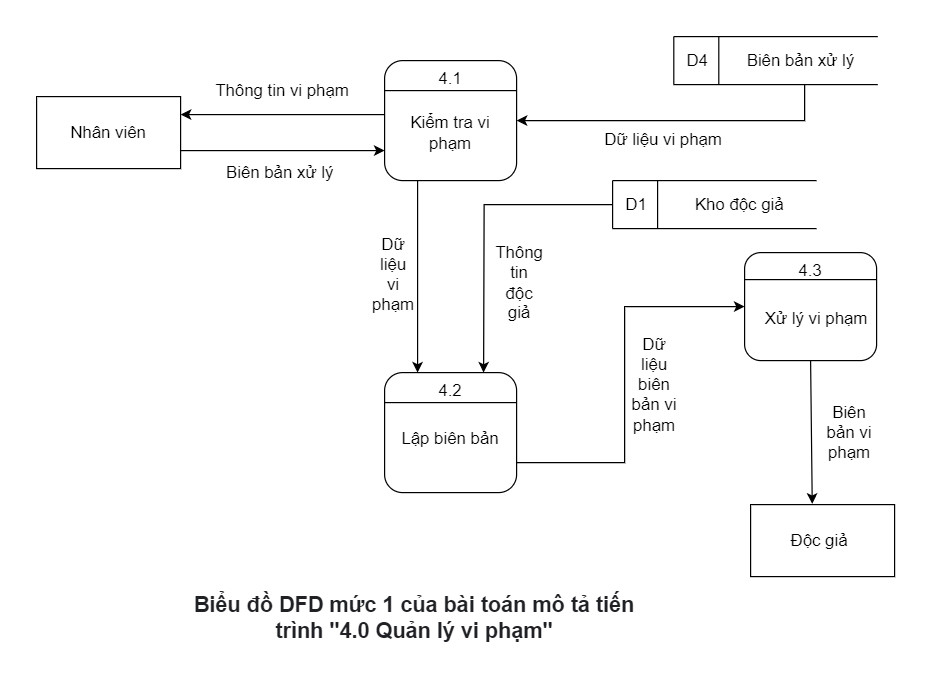 D4
Biên bản xử lý
4.1
Kiểm tra vi
phạm
Thông tin vi phạm
Nhân viên
Biên bản xử lý
Dữ liệu vi phạm
D1
Kho độc giả
Dữ
liệu
vi
phạm
Thông
tin
độc
giả
4.3
Xử lý vi phạm
Dữ
liệu
biên
bản vi
phạm
4.2
Lập biên bản
Biên
bản vi
phạm
Độc giả
Biểu đồ DFD mức 1 của bài toán mô tả tiến
trình "4.0 Quản lý vi phạm"